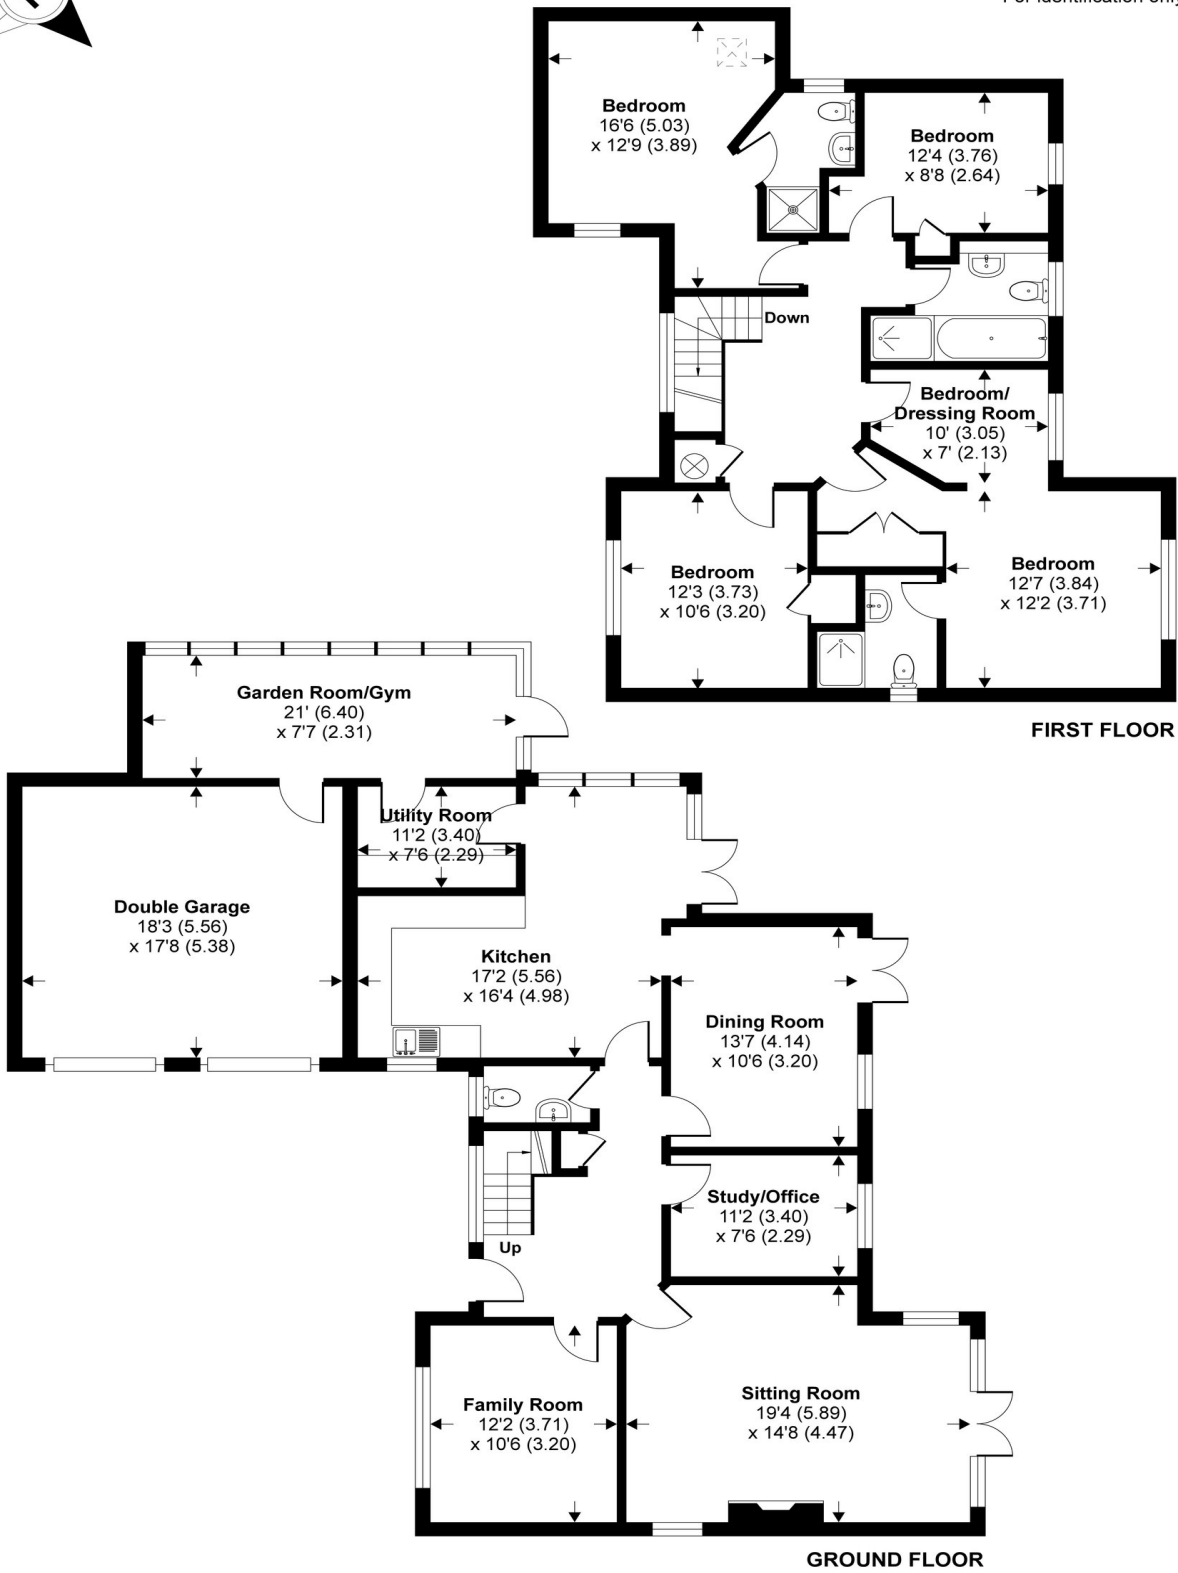 For identification only
Bedroom
16'6 (5.03)
x 12'9 (3.89)
Bedroom
12'4 (3.76)
x 8'8 (2.64)
Down
Bedroom/
Dressing Room
10' (3.05)
x 7' (2.13)
Bedroom
12'3 (3.73)
x 10'6 (3.20)
Bedroom
12'7 (3.84)
x 12'2 (3.71)
FIRST FLOOR
Garden Room/Gym
21' (6.40)
x 7'7 (2.31)
Utility Room
11'2 (3.40)
x 7'6 (2.29)
Double Garage
18'3 (5.56)
x 17'8 (5.38)
Kitchen
17'2 (5.56)
x 16'4 (4.98)
Dining Room
13'7 (4.14)
x 10'6 (3.20)
Study/Office
11'2 (3.40)
x 7'6 (2.29)
Up
Family Room
12'2 (3.71)
x 10'6 (3.20)
Sitting Room
19'4 (5.89)
x 14'8 (4.47)
GROUND FLOOR